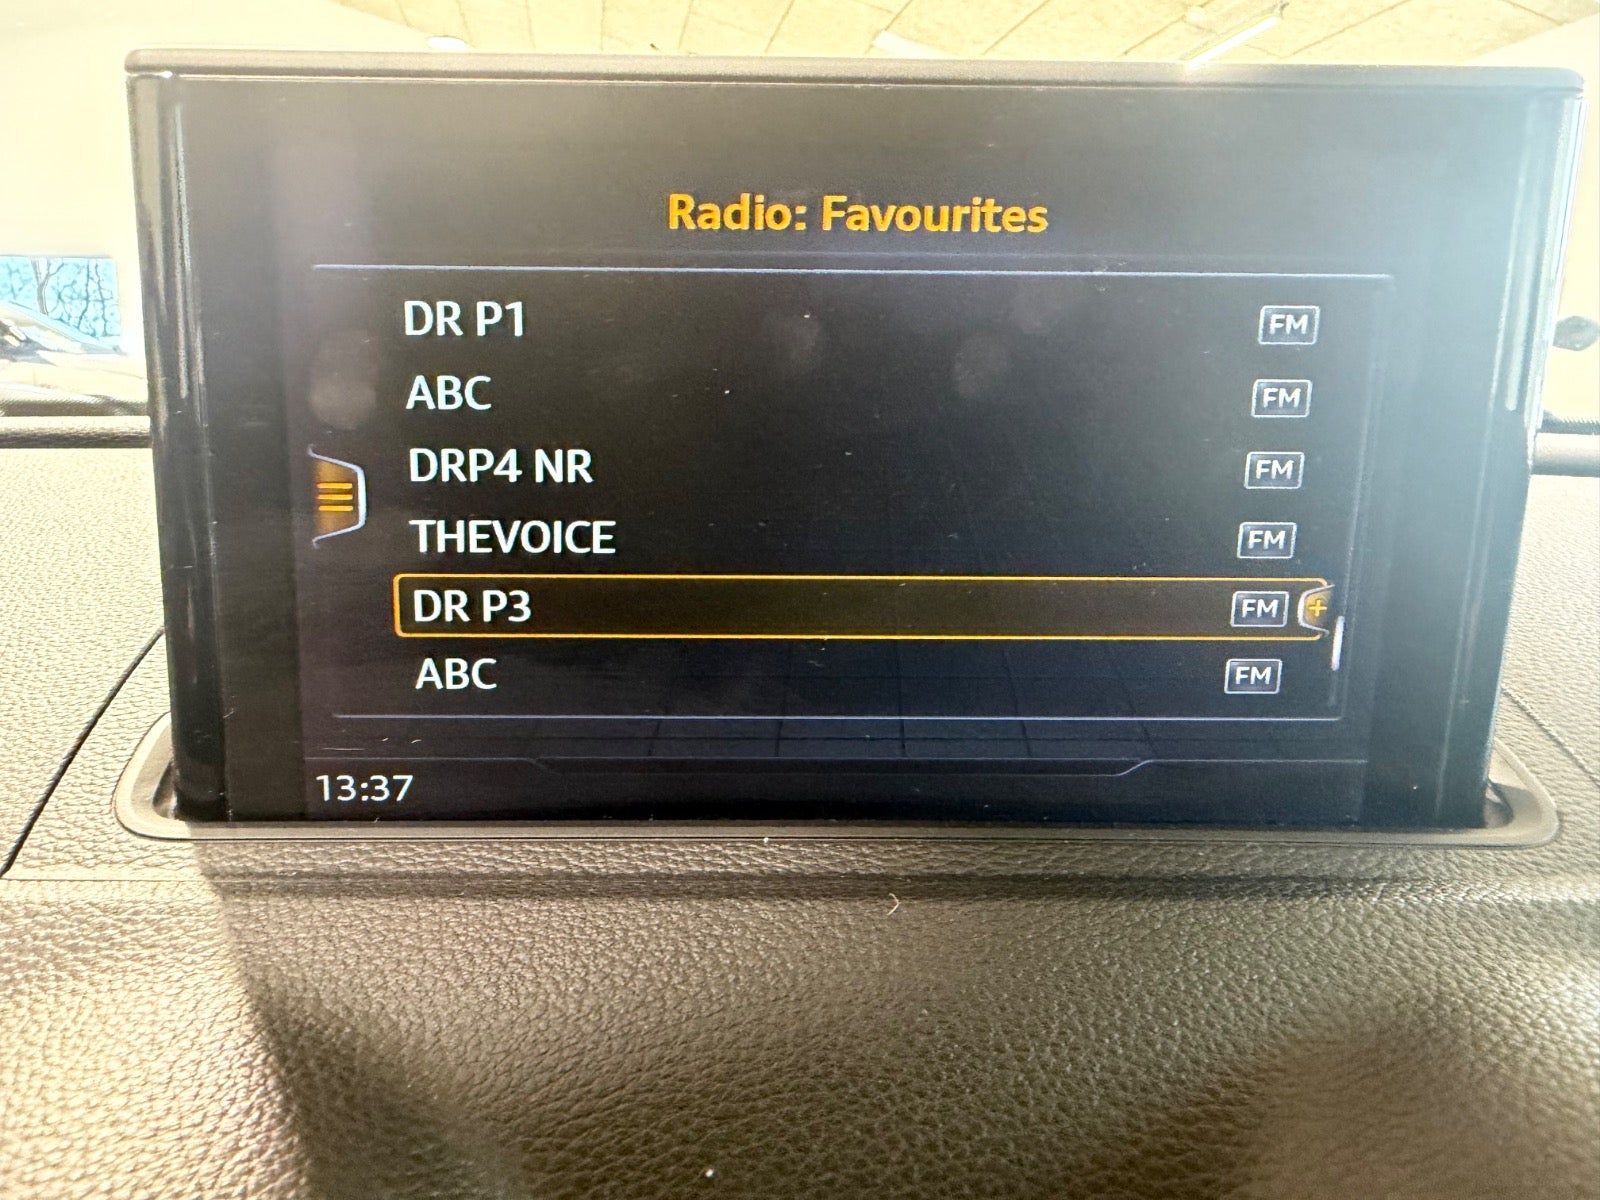 Radio: Favourites
DR P1 FM
ABC FM
DRP4 NR FM
THEVOICE FM
DR P3 FM +
ABC FM
13:37